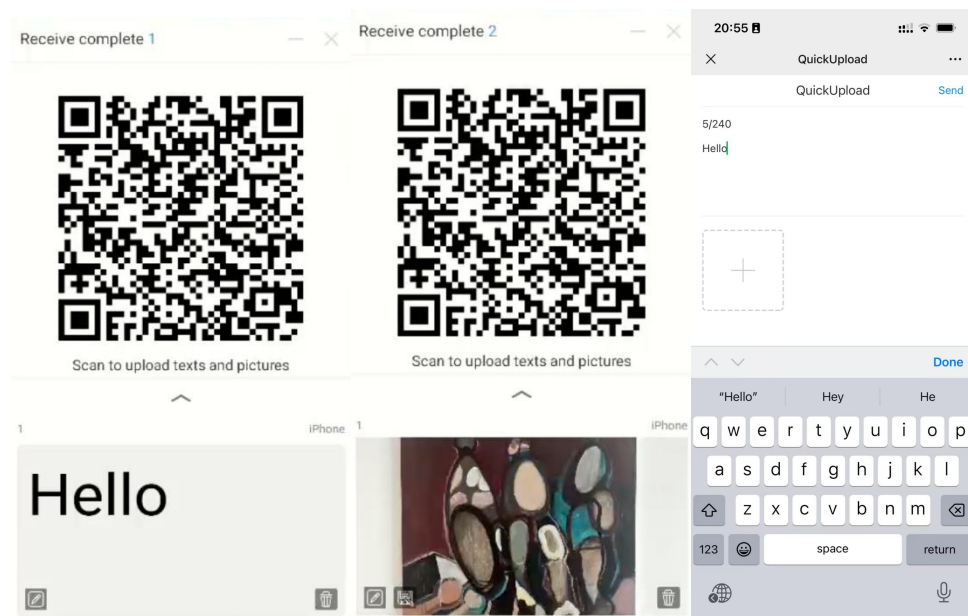 Receive complete 1
Scan to upload texts and pictures
1
iPhone
Hello
Receive complete 2
Scan to upload texts and pictures
1
iPhone
20:55
QuickUpload
QuickUpload
Send
5/240
Hello
Done
“Hello”
Hey
He
q w e r t y u i o p
a s d f g h j k l
z x c v b n m
123
space
return